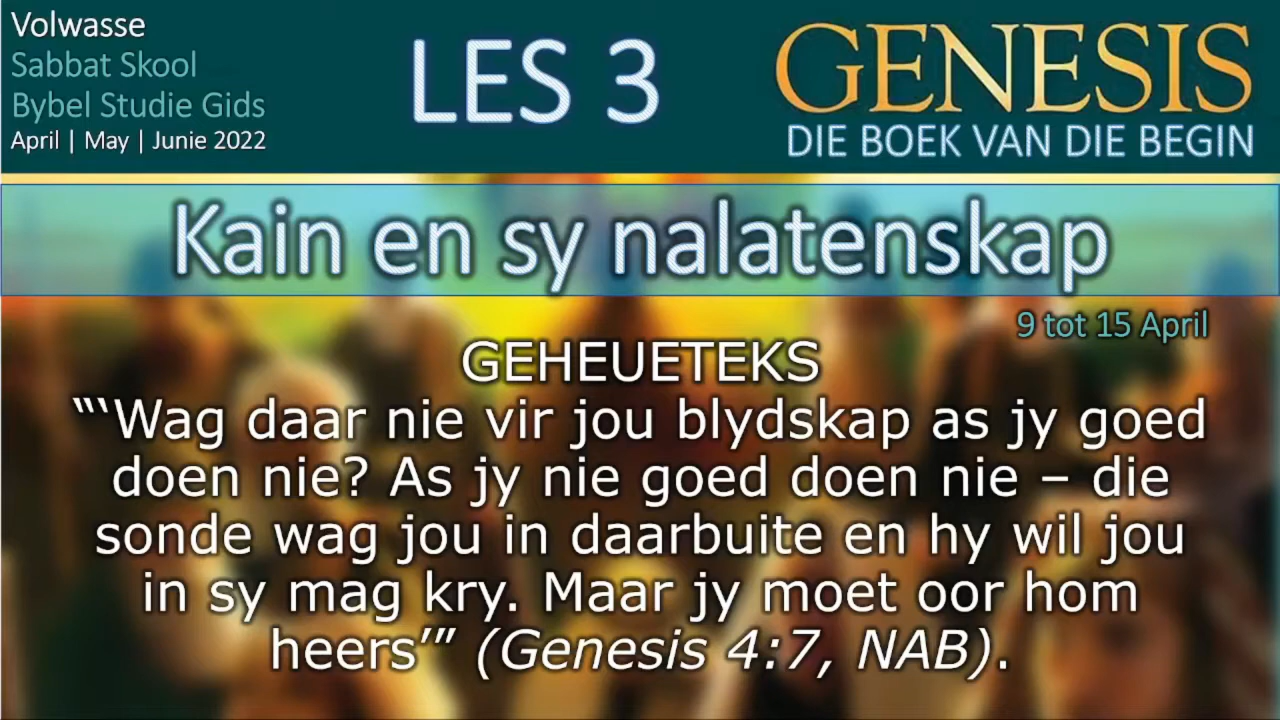 Volwasse
Sabbat Skool
Bybel Studie Gids
April | May | Junie 2022
LES 3
GENESIS
DIE BOEK VAN DIE BEGIN
Kain en sy nalatenskap
9 tot 15 April
GEHEUETEKS
“‘Wag daar nie vir jou blydskap as jy goed
doen nie? As jy nie goed doen nie – die
sonde wag jou in daarbuite en hy wil jou
in sy mag kry. Maar jy moet oor hom
heers’” (Genesis 4:7, NAB).